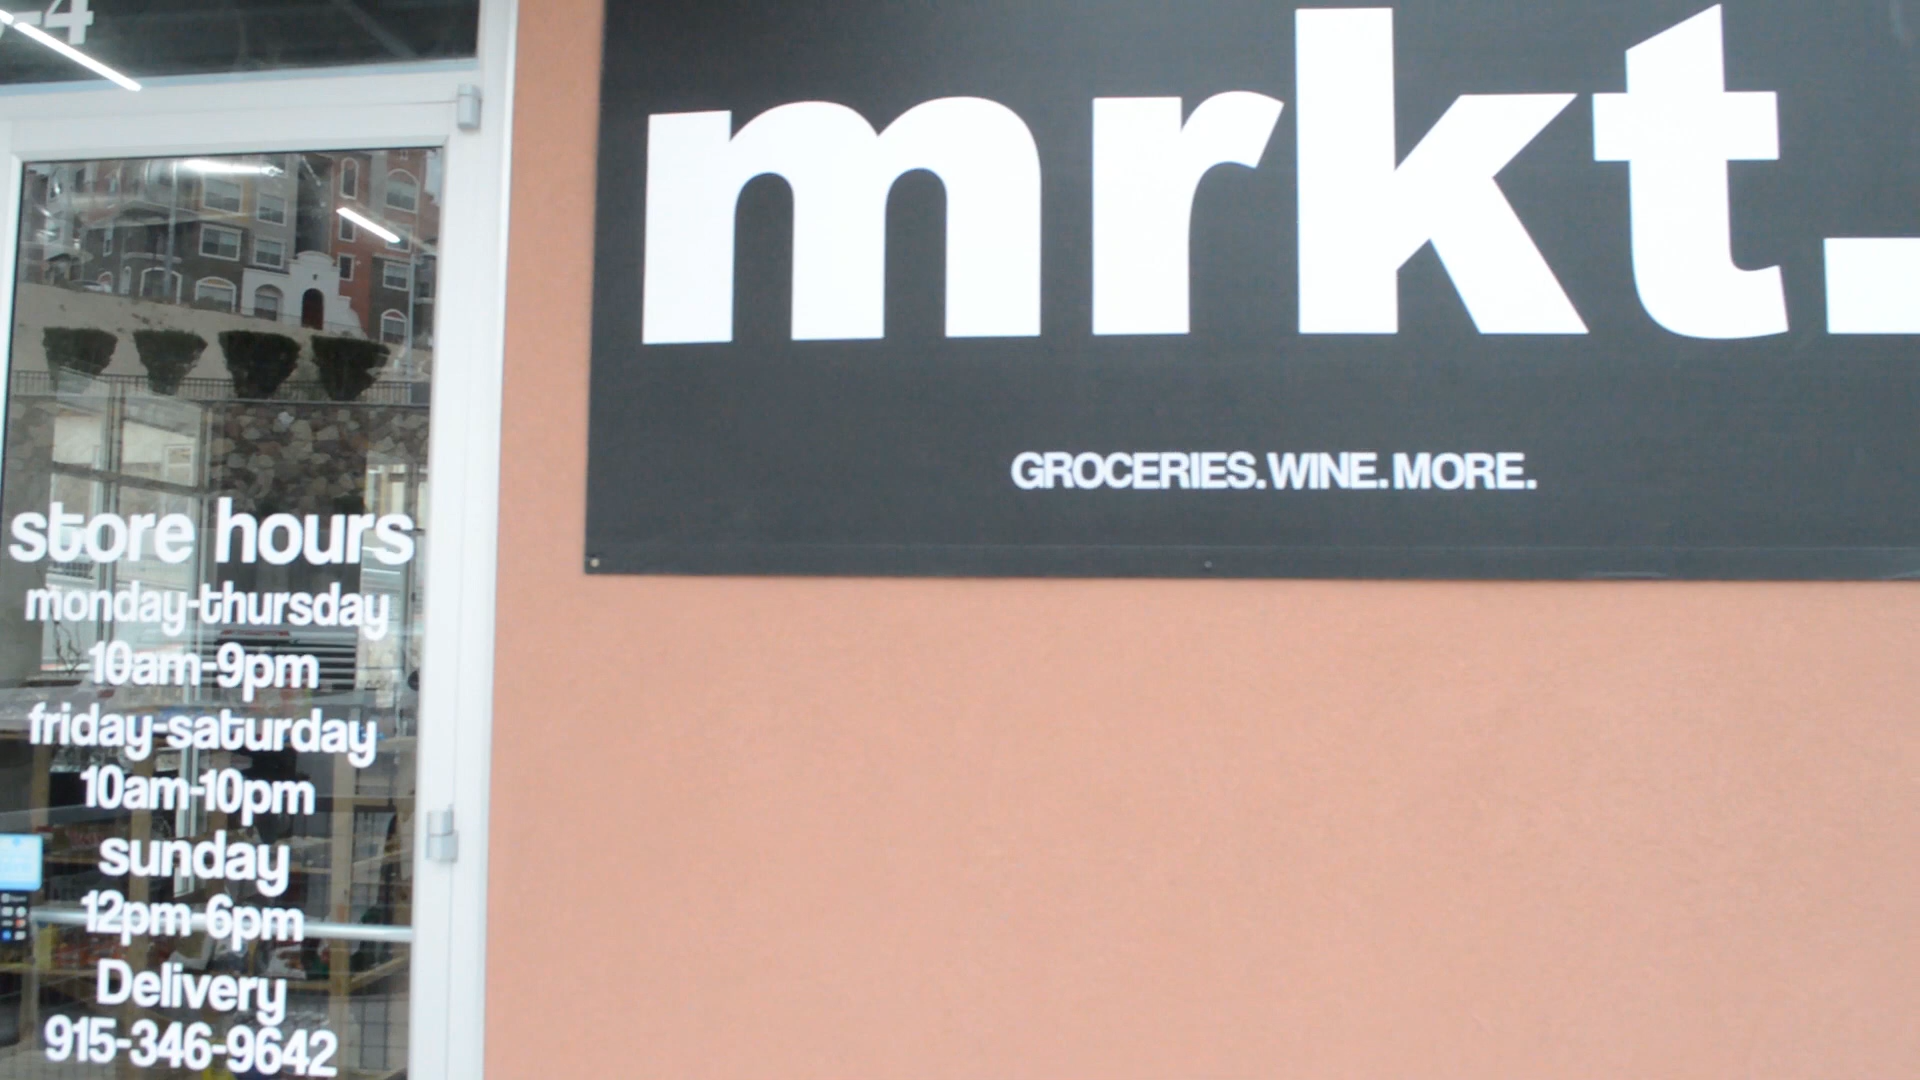 -4
store hours
monday-thursday
10am-9pm
friday-saturday
10am-10pm
sunday
12pm-6pm
Delivery
915-346-9642
mrkt.
GROCERIES.WINE.MORE.